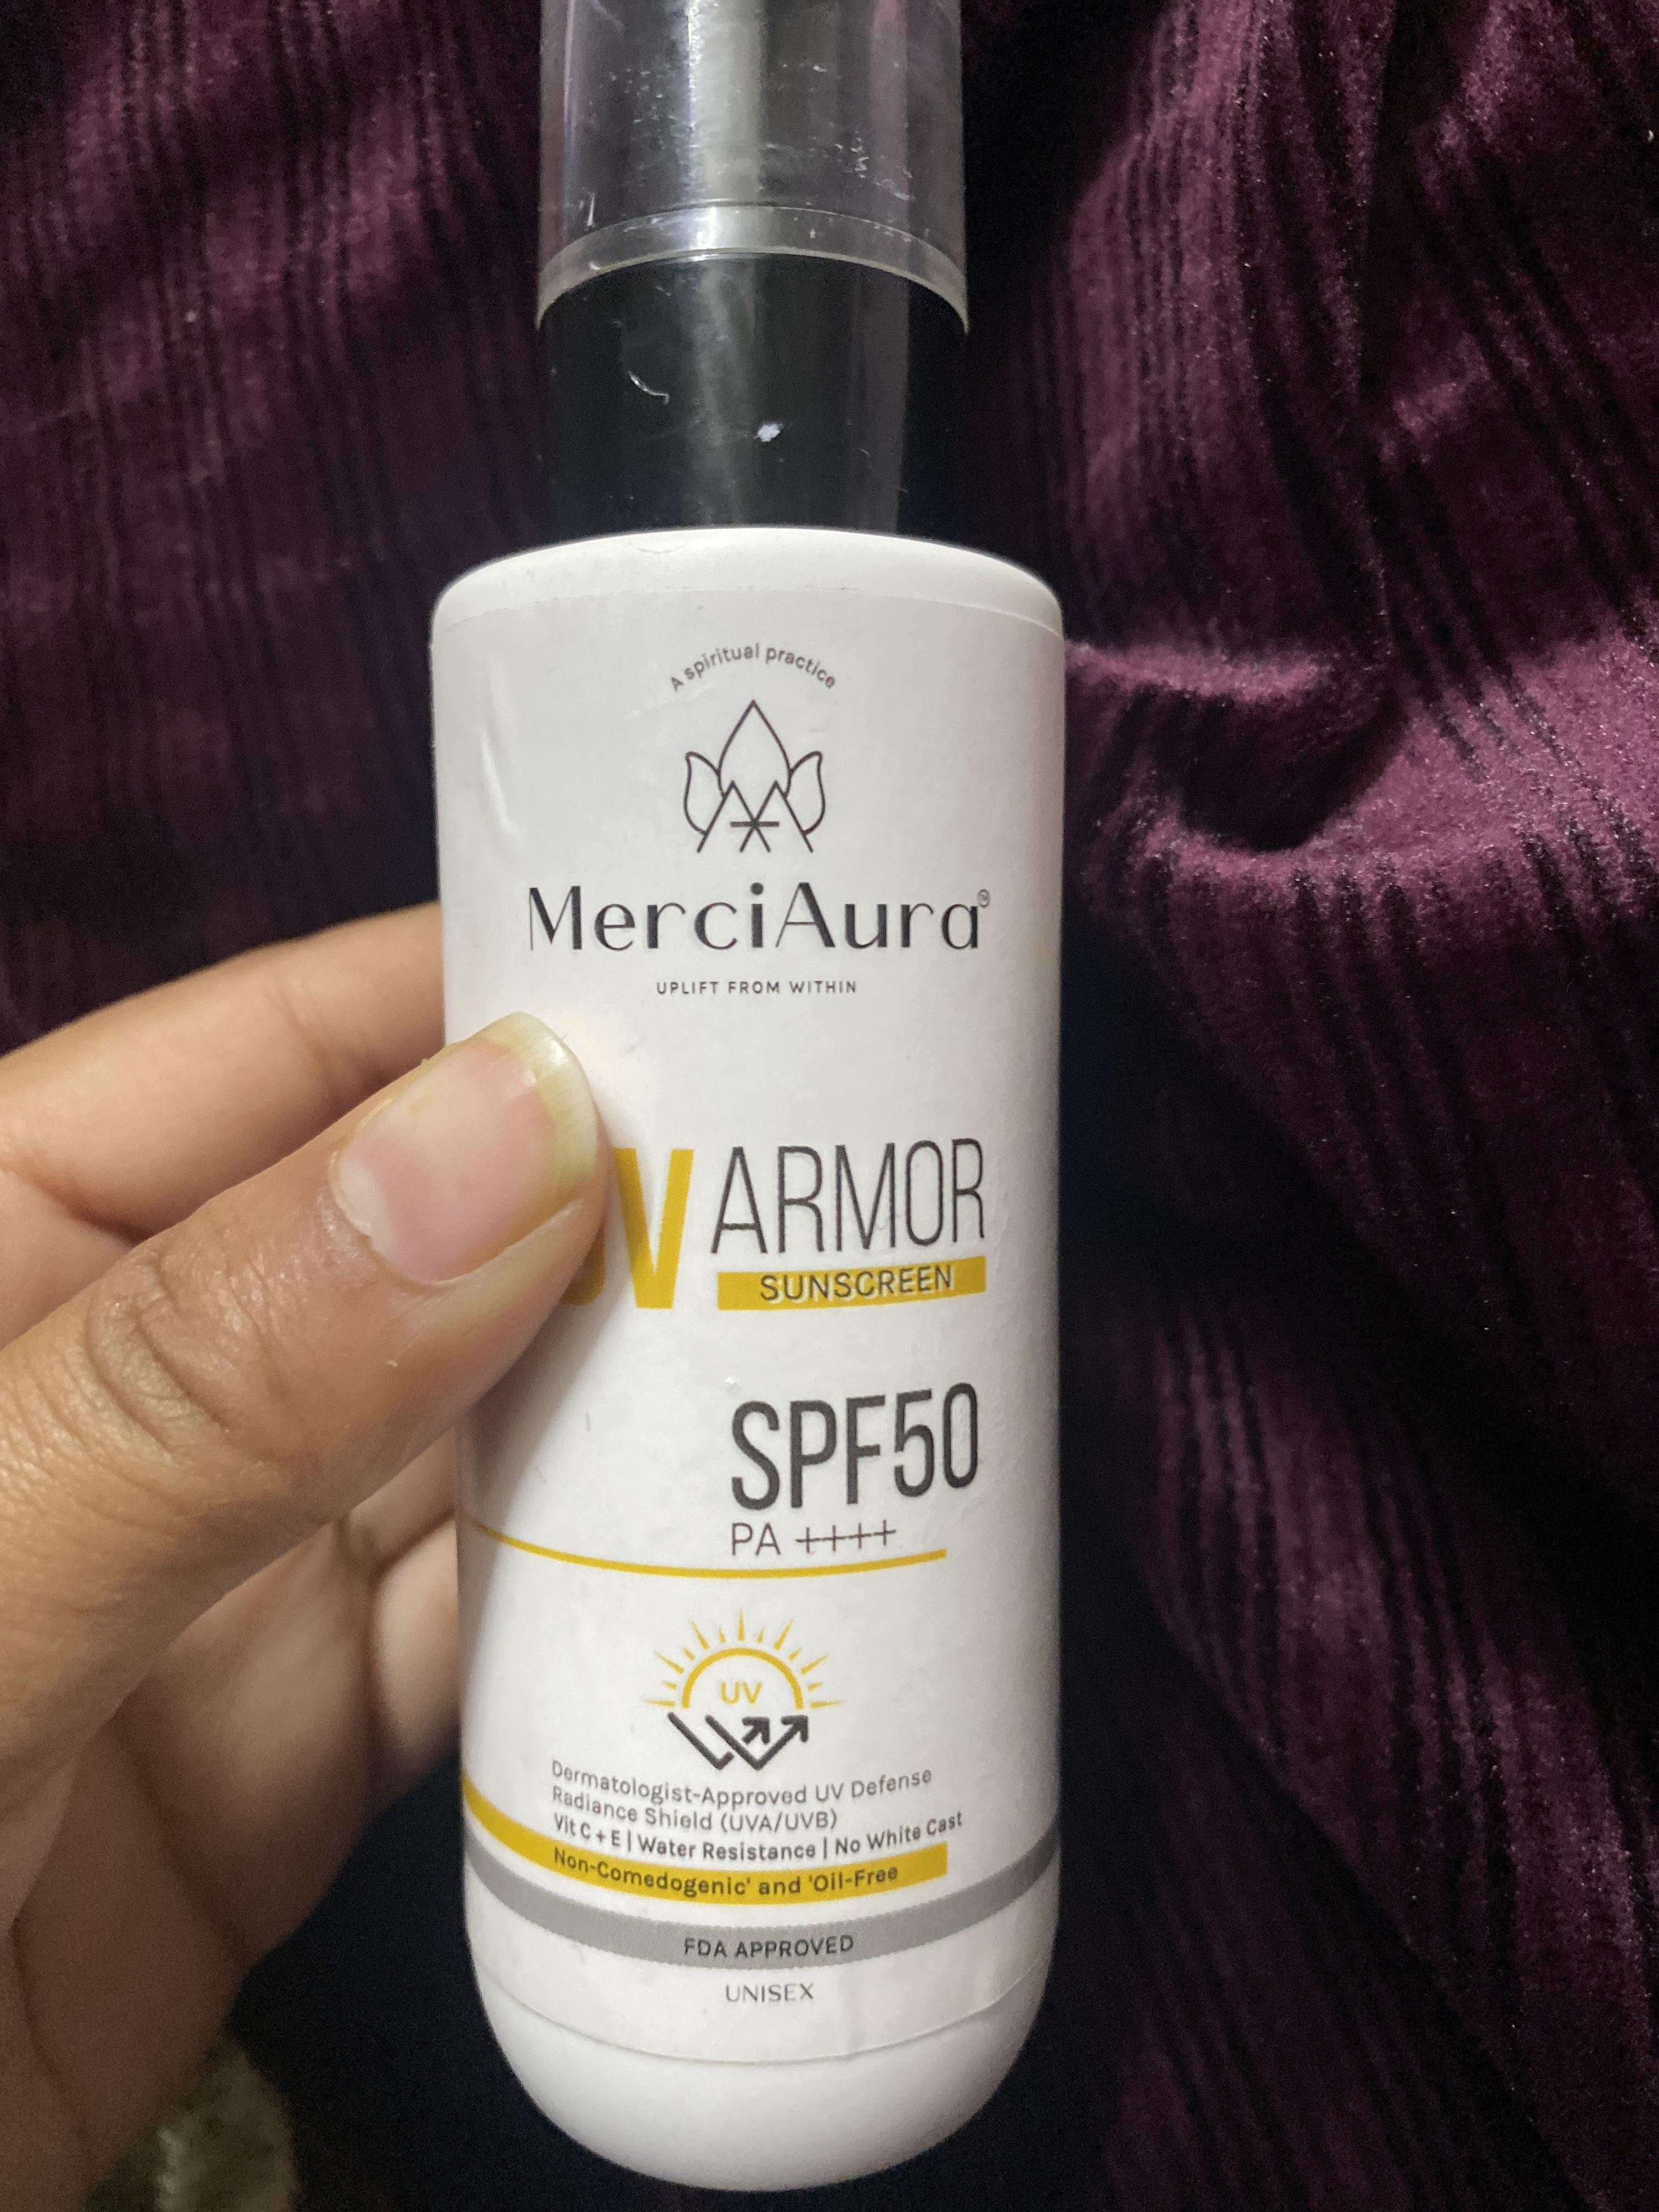 A spiritual practice
MerciAura®
UPLIFT FROM WITHIN
UV ARMOR
SUNSCREEN
SPF50
PA ++++
UV
Dermatologist-Approved UV Defense
Radiance Shield (UVA/UVB)
Vit C + E | Water Resistance | No White Cast
Non-Comedogenic' and 'Oil-Free
FDA APPROVED
UNISEX